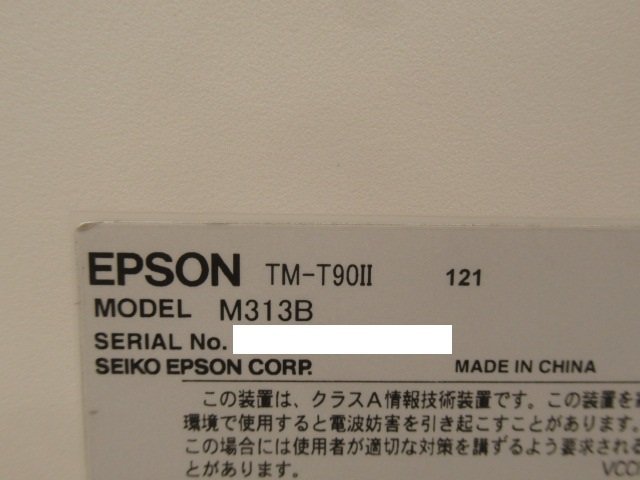 EPSON TM-T90II 121
MODEL M313B
SERIAL No.
SEIKO EPSON CORP. MADE IN CHINA
この装置は、クラスA情報技術装置です。この装置を
環境で使用すると電波妨害を引き起こすことがあります。
この場合には使用者が適切な対策を講ずるよう要求され
とがあります。 VCC